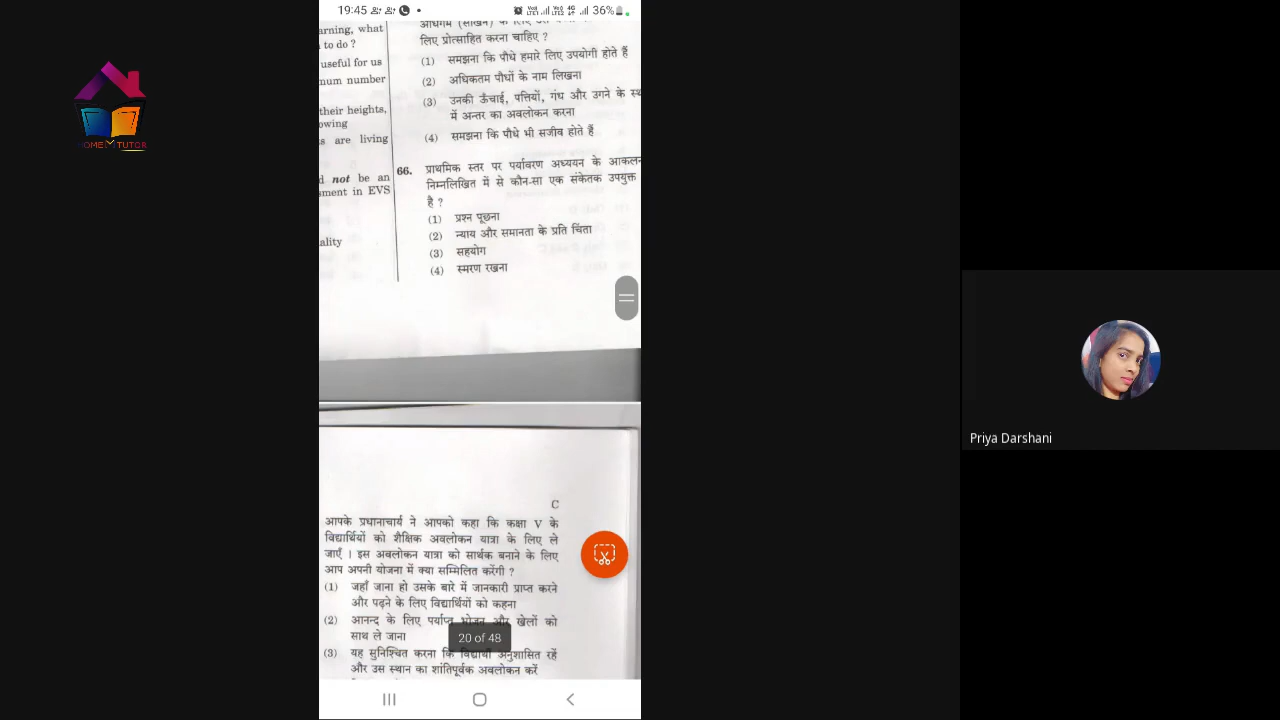 19:45
36%
HOME TUTOR
arning, what
to do ?
useful for us
num number
their heights,
owing
s are living
d not be an
sment in EVS
ality
लिए प्रोत्साहित करना चाहिए ?
(1) समझना कि पौधे हमारे लिए उपयोगी होते हैं
(2) अधिकतम पौधों के नाम लिखना
(3) उनकी ऊँचाई, पत्तियों, गंध और उगने के
में अन्तर का अवलोकन करना
(4) समझना कि पौधे भी सजीव होते हैं
66. प्राथमिक स्तर पर पर्यावरण अध्ययन के आकलन
निम्नलिखित में से कौन-सा एक संकेतक उपयुक्त
है ?
(1) प्रश्न पूछना
(2) न्याय और समानता के प्रति चिंता
(3) सहयोग
(4) स्मरण रखना
C
आपके प्रधानाचार्य ने आपको कहा कि कक्षा V के
विद्यार्थियों को शैक्षिक अवलोकन यात्रा के लिए ले
जाएँ । इस अवलोकन यात्रा को सार्थक बनाने के लिए
आप अपनी योजना में क्या सम्मिलित करेंगी ?
(1) जहाँ जाना हो उसके बारे में जानकारी प्राप्त करने
और पढ़ने के लिए विद्यार्थियों को कहना
(2) आनन्द के लिए पर्याप्त भोजन और खेलों को
साथ ले जाना
20 of 48
(3) यह सुनिश्चित करना कि विद्यार्थी अनुशासित रहें
और उस स्थान का शांतिपूर्वक अवलोकन करें
Priya Darshani